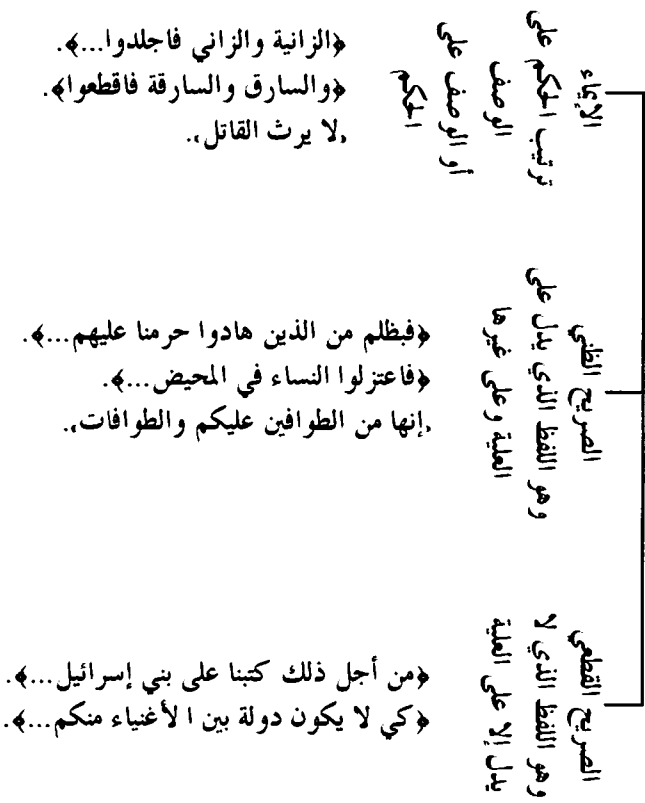 الإيماء
ترتيب الحكم على
الوصف
أو الوصف على
الحكم
﴿الزانية والزاني فاجلدوا...﴾.
﴿والسارق والسارقة فاقطعوا﴾.
«لا يرث القاتل».
الصريح الظني
وهو اللفظ الذي يدل على
العلية وعلى غيرها
﴿فبظلم من الذين هادوا حرمنا عليهم...﴾.
﴿فاعتزلوا النساء في المحيض...﴾.
«إنها من الطوافين عليكم والطوافات».
الصريح القطعي
وهو اللفظ الذي لا
يدل إلا على العلية
﴿من أجل ذلك كتبنا على بني إسرائيل...﴾.
﴿كي لا يكون دولة بين الأغنياء منكم...﴾.